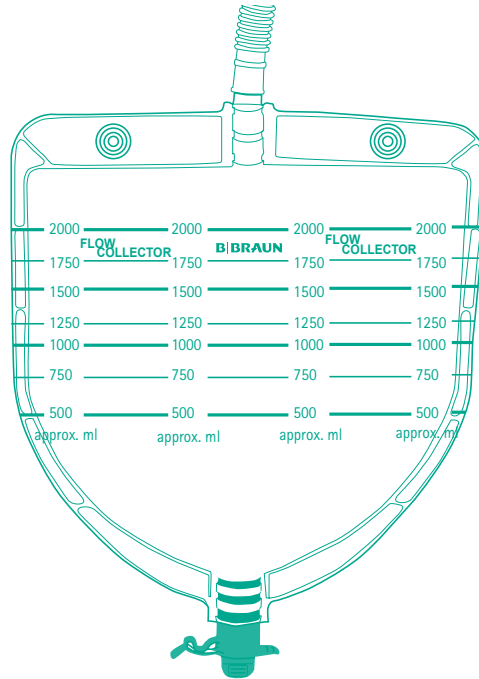 2000 2000 2000 2000
FLOW COLLECTOR B|BRAUN FLOW COLLECTOR
1750 1750 1750 1750
1500 1500 1500 1500
1250 1250 1250 1250
1000 1000 1000 1000
750 750 750 750
500 500 500 500
approx. ml approx. ml approx. ml approx. ml